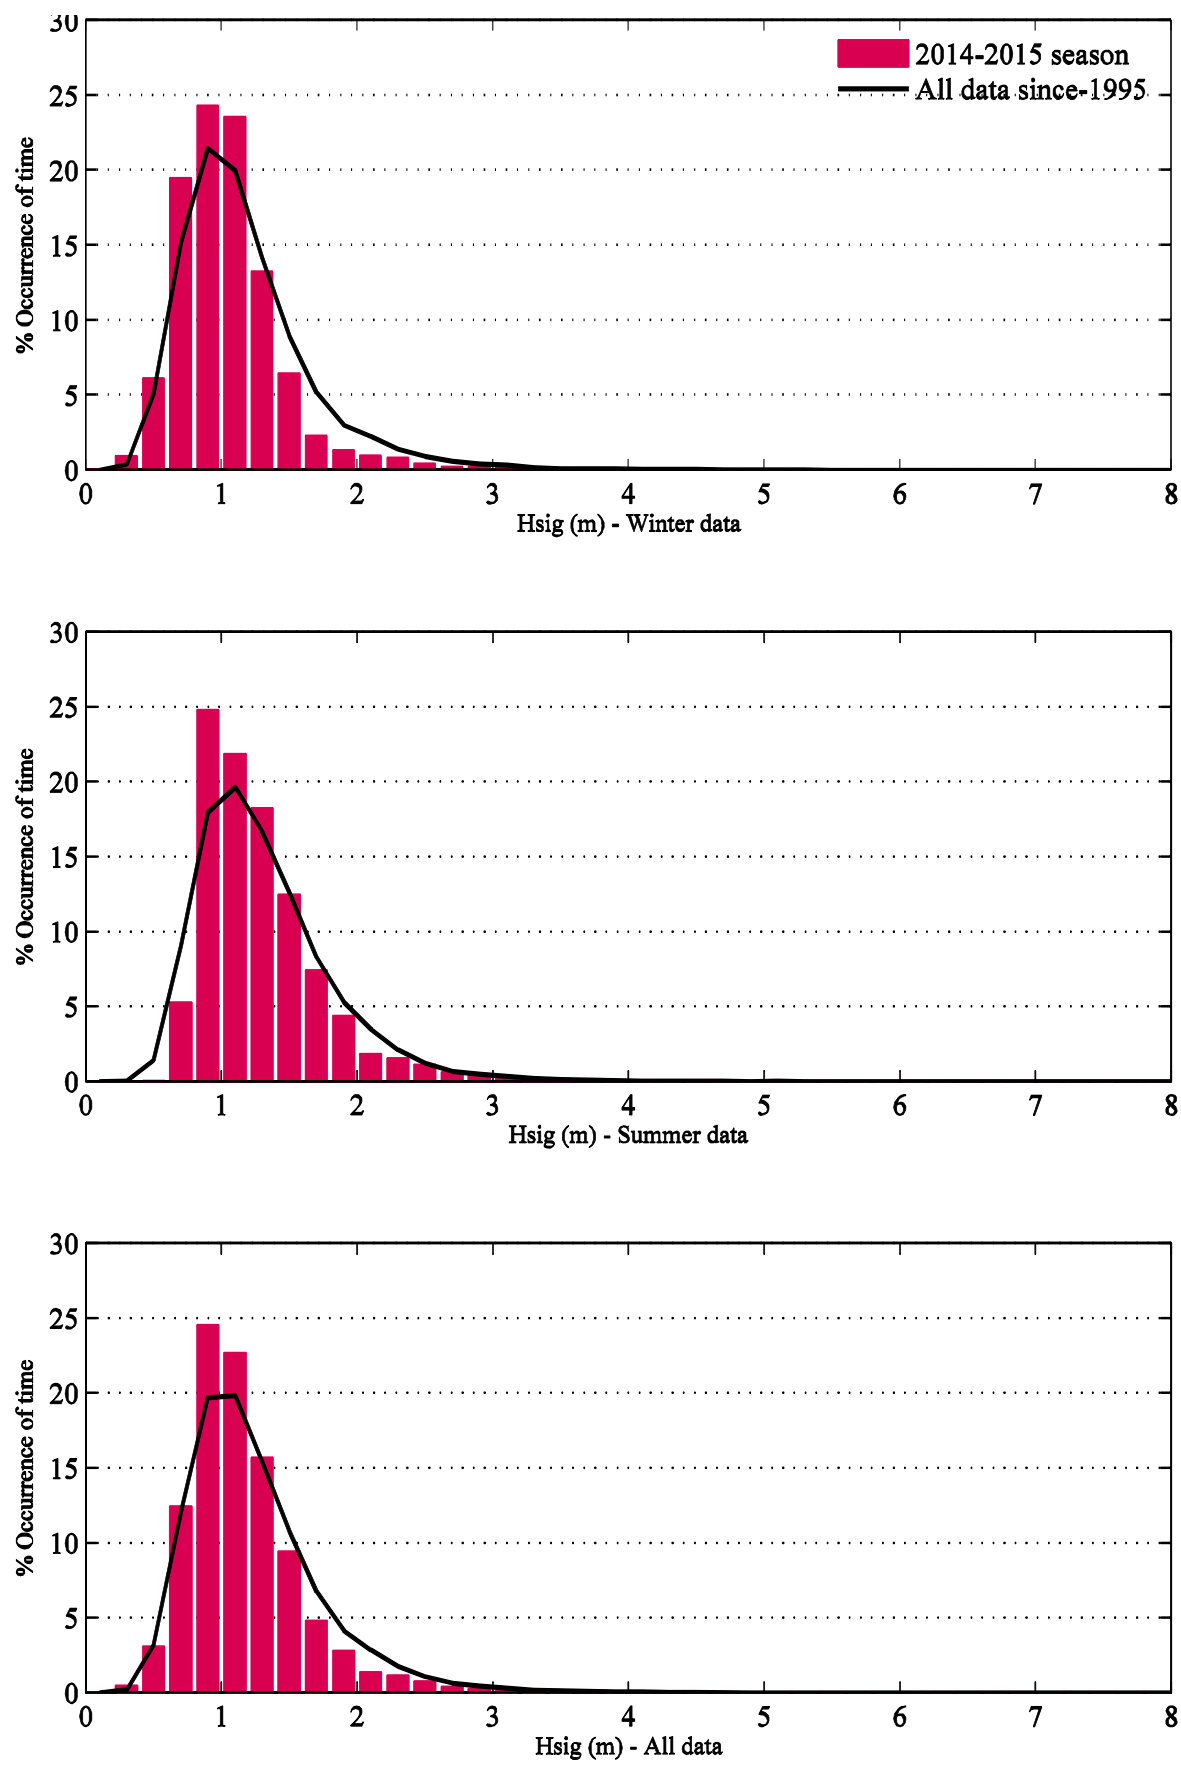 30
25
20
15
10
5
0
% Occurrence of time
2014-2015 season
All data since-1995
0 1 2 3 4 5 6 7 8
Hsig (m) - Winter data
30
25
20
15
10
5
0
% Occurrence of time
0 1 2 3 4 5 6 7 8
Hsig (m) - Summer data
30
25
20
15
10
5
0
% Occurrence of time
0 1 2 3 4 5 6 7 8
Hsig (m) - All data